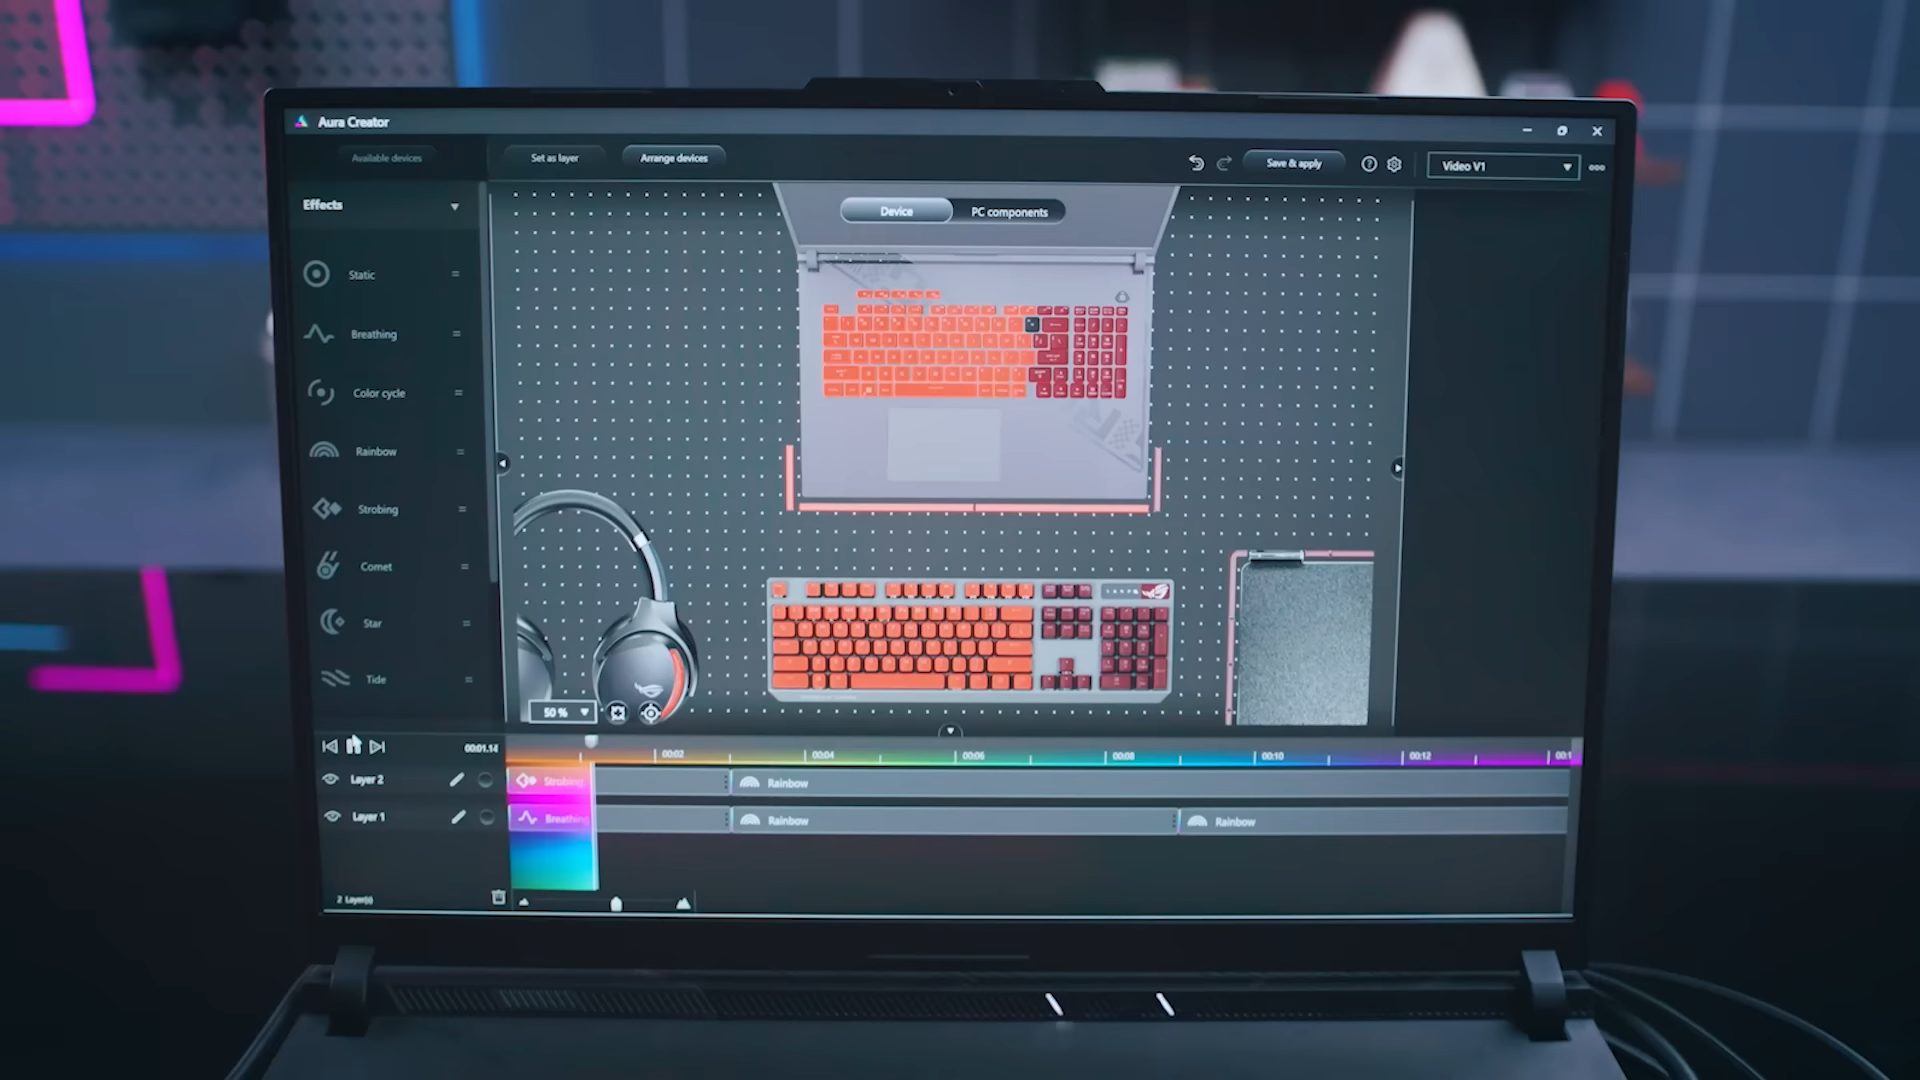 Aura Creator
Available devices
Set as layer
Arrange devices
Save & apply
Video V1
Effects
Device
PC components
Static
Breathing
Color cycle
Rainbow
Strobing
Comet
Star
Tide
50 %
00:01.14
00:02
00:04
00:06
00:08
00:10
00:12
Layer 2
Strobing
Rainbow
Layer 1
Breathing
Rainbow
Rainbow
2 Layer(s)